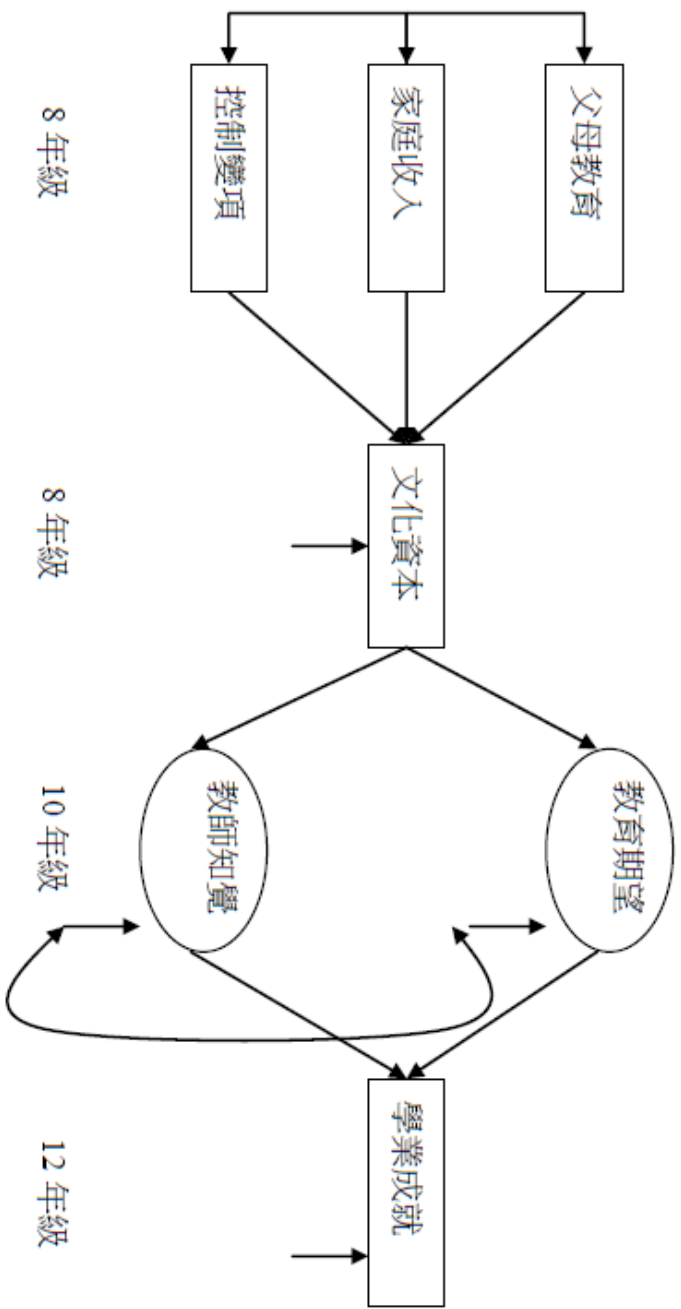 父母教育
家庭收入
控制變項
8 年級
文化資本
8 年級
教育期望
教師知覺
10 年級
學業成就
12 年級